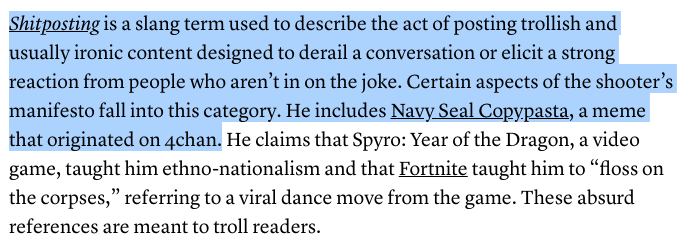 Shitposting is a slang term used to describe the act of posting trollish and
usually ironic content designed to derail a conversation or elicit a strong
reaction from people who aren’t in on the joke. Certain aspects of the shooter’s
manifesto fall into this category. He includes Navy Seal Copypasta, a meme
that originated on 4chan. He claims that Spyro: Year of the Dragon, a video
game, taught him ethno-nationalism and that Fortnite taught him to “floss on
the corpses,” referring to a viral dance move from the game. These absurd
references are meant to troll readers.